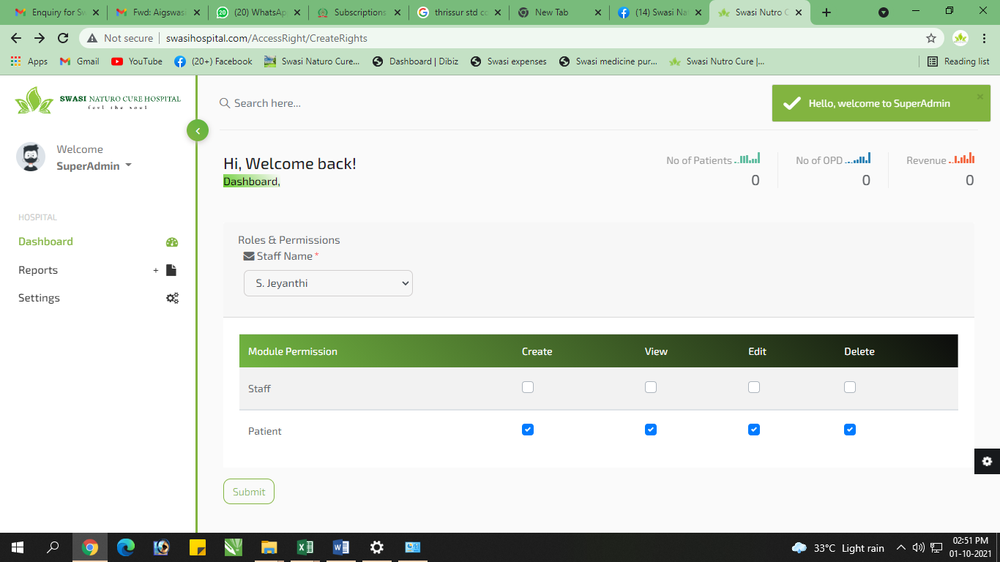 Enquiry for Sw
Fwd: Aigswasi
(20) WhatsApp
Subscriptions
thrissur std co
New Tab
(14) Swasi Nat
Swasi Nutro C
Not secure
swasihospital.com/AccessRight/CreateRights
Apps
Gmail
YouTube
(20+) Facebook
Swasi Naturo Cure...
Dashboard | Dibiz
Swasi expenses
Swasi medicine pur...
Swasi Nutro Cure |...
Reading list
SWASI NATURO CURE HOSPITAL
feel the soul
Search here...
Hello, welcome to SuperAdmin
×
Welcome
SuperAdmin
Hi, Welcome back!
Dashboard,
No of Patients
0
No of OPD
0
Revenue
0
HOSPITAL
Dashboard
Reports +
Settings
Roles & Permissions
Staff Name *
S. Jeyanthi
Module Permission Create View Edit Delete
Staff
Patient
Submit
33°C Light rain
02:51 PM
01-10-2021